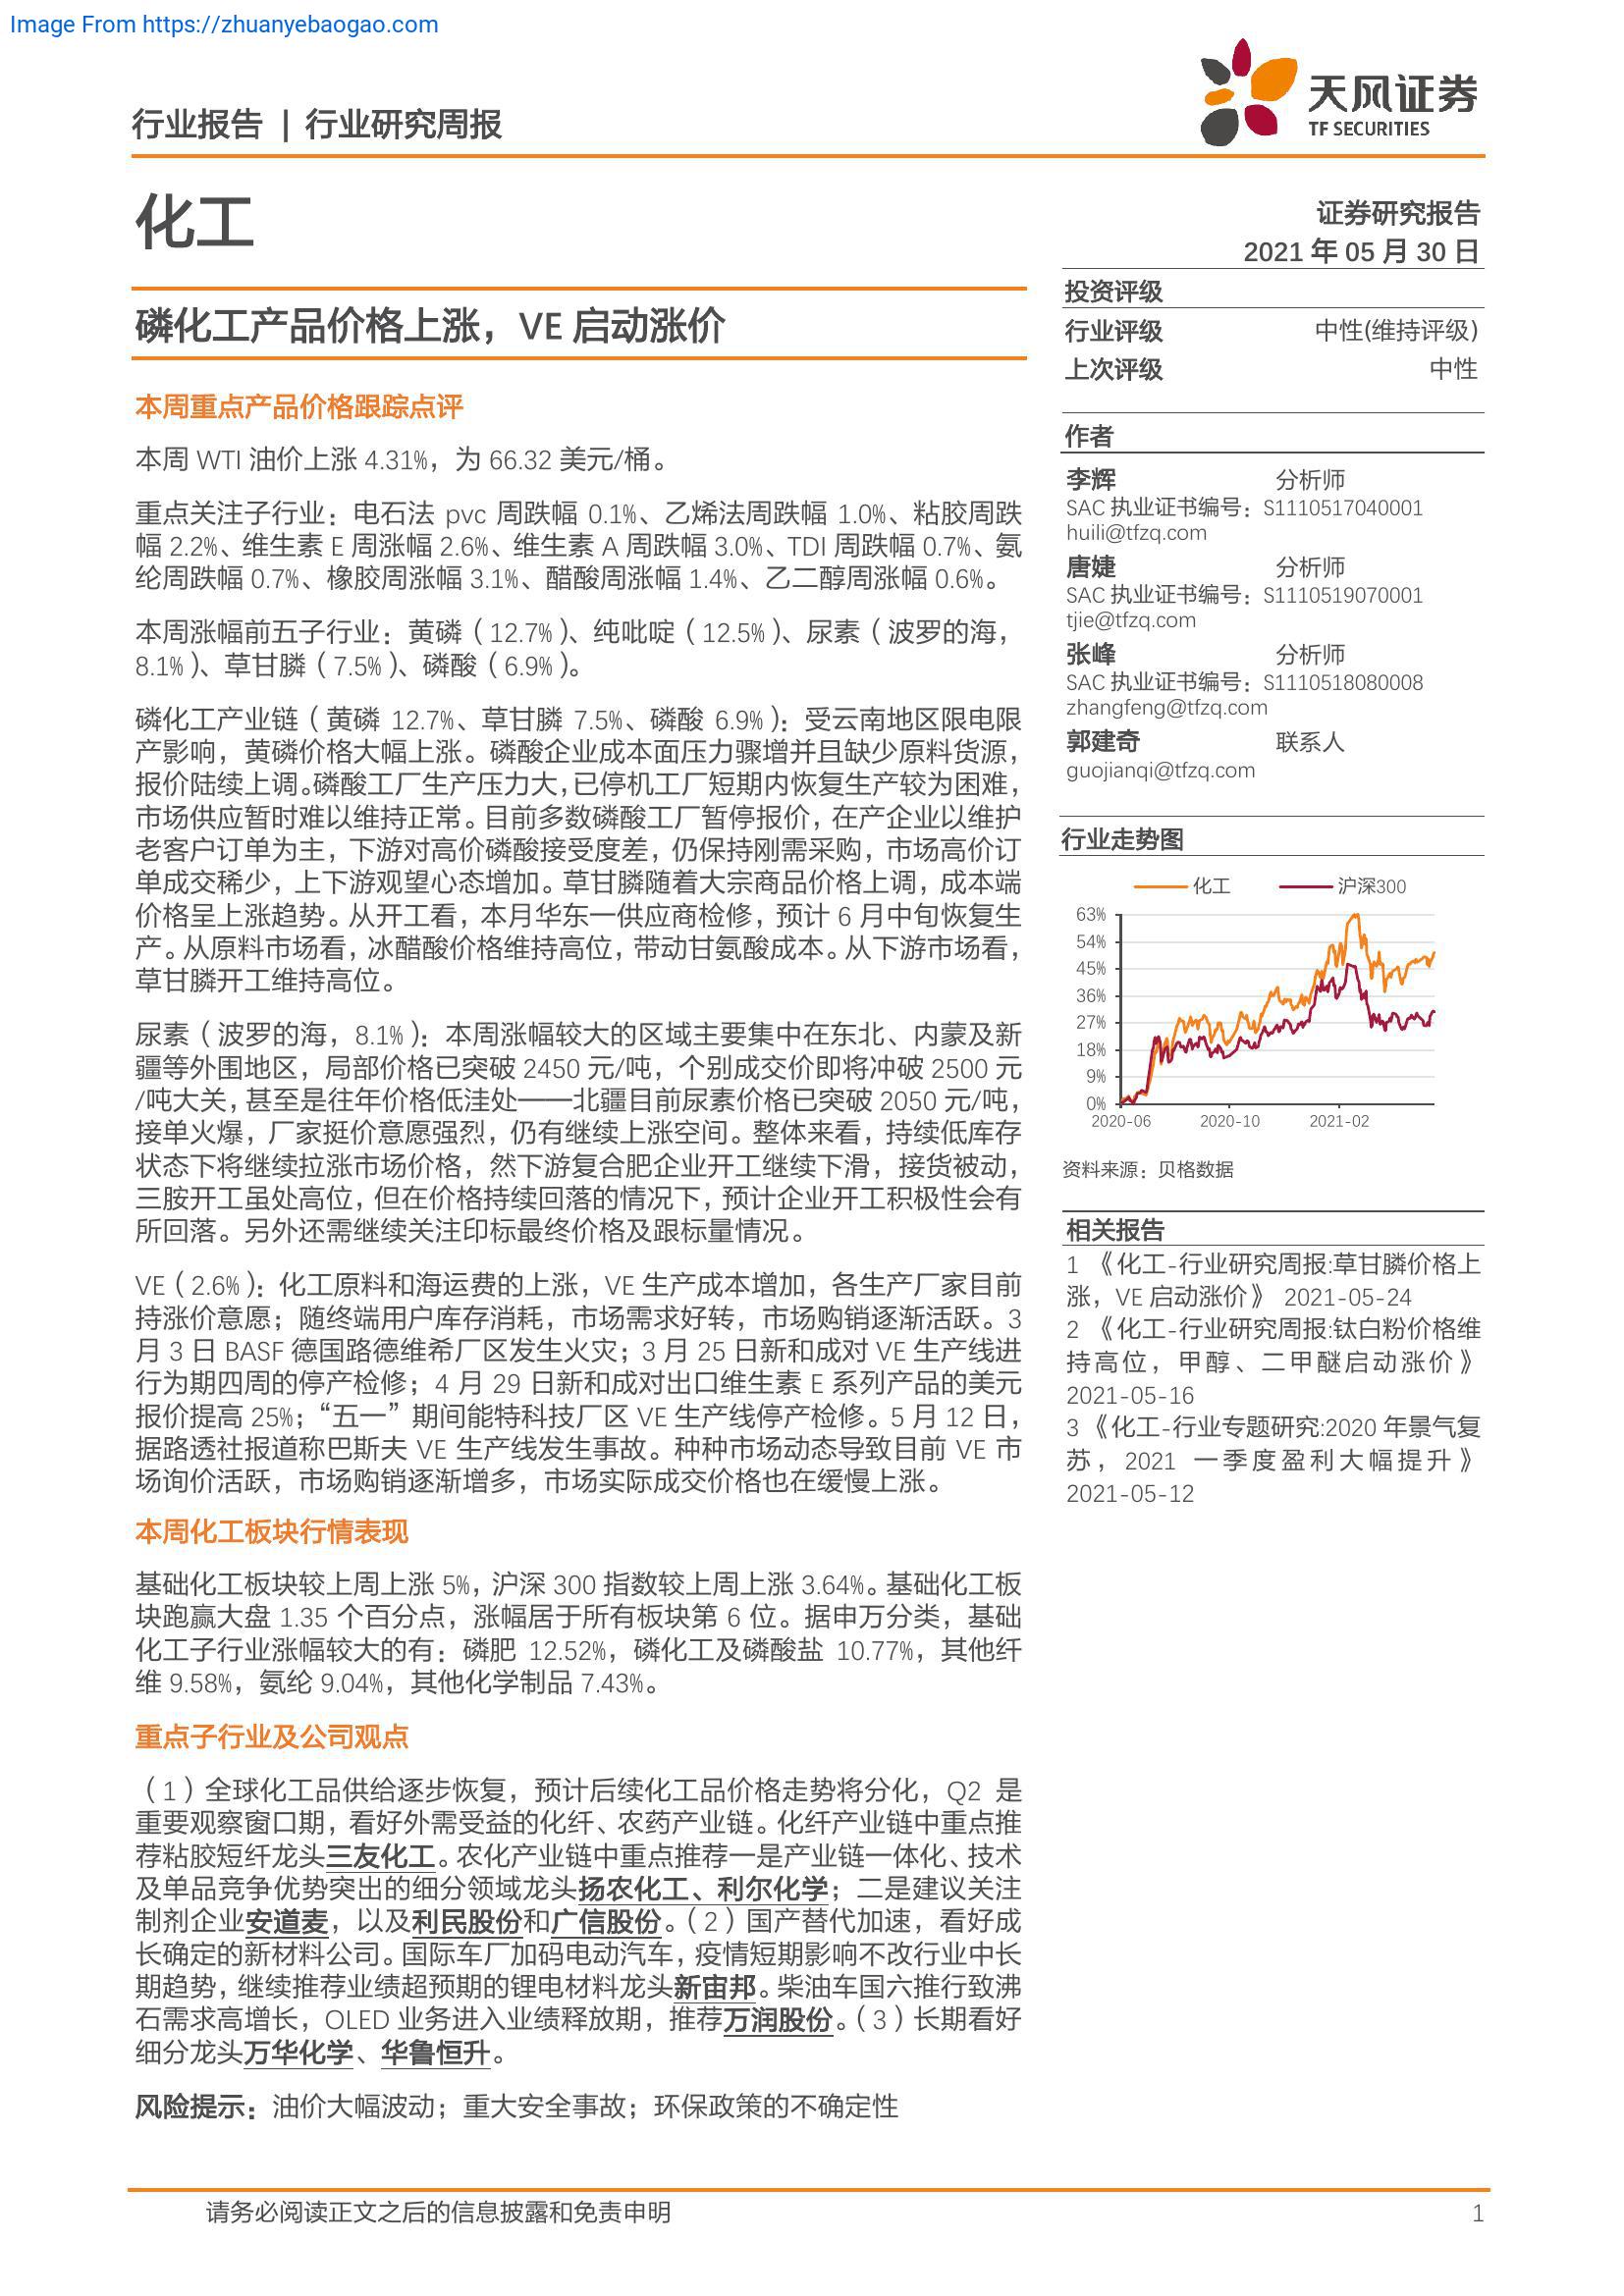 Image From https://zhuanyebaogao.com
行业报告 | 行业研究周报
天风证券
TF SECURITIES
化工
证券研究报告
2021 年 05 月 30 日
磷化工产品价格上涨，VE 启动涨价
本周重点产品价格跟踪点评
本周 WTI 油价上涨 4.31%，为 66.32 美元/桶。
重点关注子行业：电石法 pvc 周跌幅 0.1%、乙烯法周跌幅 1.0%、粘胶周跌
幅 2.2%、维生素 E 周涨幅 2.6%、维生素 A 周跌幅 3.0%、TDI 周跌幅 0.7%、氨
纶周跌幅 0.7%、橡胶周涨幅 3.1%、醋酸周涨幅 1.4%、乙二醇周涨幅 0.6%。
本周涨幅前五子行业：黄磷（12.7%）、纯吡啶（12.5%）、尿素（波罗的海，
8.1%）、草甘膦（7.5%）、磷酸（6.9%）。
磷化工产业链（黄磷 12.7%、草甘膦 7.5%、磷酸 6.9%）：受云南地区限电限
产影响，黄磷价格大幅上涨。磷酸企业成本面压力骤增并且缺少原料货源，
报价陆续上调。磷酸工厂生产压力大，已停机工厂短期内恢复生产较为困难，
市场供应暂时难以维持正常。目前多数磷酸工厂暂停报价，在产企业以维护
老客户订单为主，下游对高价磷酸接受度差，仍保持刚需采购，市场高价订
单成交稀少，上下游观望心态增加。草甘膦随着大宗商品价格上调，成本端
价格呈上涨趋势。从开工看，本月华东一供应商检修，预计 6 月中旬恢复生
产。从原料市场看，冰醋酸价格维持高位，带动甘氨酸成本。从下游市场看，
草甘膦开工维持高位。
尿素（波罗的海，8.1%）：本周涨幅较大的区域主要集中在东北、内蒙及新
疆等外围地区，局部价格已突破 2450 元/吨，个别成交价即将冲破 2500 元
/吨大关，甚至是往年价格低洼处——北疆目前尿素价格已突破 2050 元/吨，
接单火爆，厂家挺价意愿强烈，仍有继续上涨空间。整体来看，持续低库存
状态下将继续拉涨市场价格，然下游复合肥企业开工继续下滑，接货被动，
三胺开工虽处高位，但在价格持续回落的情况下，预计企业开工积极性会有
所回落。另外还需继续关注印标最终价格及跟标量情况。
VE（2.6%）：化工原料和海运费的上涨，VE 生产成本增加，各生产厂家目前
持涨价意愿；随终端用户库存消耗，市场需求好转，市场购销逐渐活跃。3
月 3 日 BASF 德国路德维希厂区发生火灾；3 月 25 日新和成对 VE 生产线进
行为期四周的停产检修；4 月 29 日新和成对出口维生素 E 系列产品的美元
报价提高 25%；“五一”期间能特科技厂区 VE 生产线停产检修。5 月 12 日，
据路透社报道称巴斯夫 VE 生产线发生事故。种种市场动态导致目前 VE 市
场询价活跃，市场购销逐渐增多，市场实际成交价格也在缓慢上涨。
本周化工板块行情表现
基础化工板块较上周上涨 5%，沪深 300 指数较上周上涨 3.64%。基础化工板
块跑赢大盘 1.35 个百分点，涨幅居于所有板块第 6 位。据申万分类，基础
化工子行业涨幅较大的有：磷肥 12.52%，磷化工及磷酸盐 10.77%，其他纤
维 9.58%，氨纶 9.04%，其他化学制品 7.43%。
重点子行业及公司观点
（1）全球化工品供给逐步恢复，预计后续化工品价格走势将分化，Q2 是
重要观察窗口期，看好外需受益的化纤、农药产业链。化纤产业链中重点推
荐粘胶短纤龙头三友化工。农化产业链中重点推荐一是产业链一体化、技术
及单品竞争优势突出的细分领域龙头扬农化工、利尔化学；二是建议关注
制剂企业安道麦，以及利民股份和广信股份。（2）国产替代加速，看好成
长确定的新材料公司。国际车厂加码电动汽车，疫情短期影响不改行业中长
期趋势，继续推荐业绩超预期的锂电材料龙头新宙邦。柴油车国六推行致沸
石需求高增长，OLED 业务进入业绩释放期，推荐万润股份。（3）长期看好
细分龙头万华化学、华鲁恒升。
风险提示：油价大幅波动；重大安全事故；环保政策的不确定性
投资评级
行业评级 中性(维持评级)
上次评级 中性
作者
李辉 分析师
SAC 执业证书编号：S1110517040001
huili@tfzq.com
唐婕 分析师
SAC 执业证书编号：S1110519070001
tjie@tfzq.com
张峰 分析师
SAC 执业证书编号：S1110518080008
zhangfeng@tfzq.com
郭建奇 联系人
guojianqi@tfzq.com
行业走势图
化工 沪深300
63%
54%
45%
36%
27%
18%
9%
0%
2020-06 2020-10 2021-02
资料来源：贝格数据
相关报告
1 《化工-行业研究周报:草甘膦价格上
涨，VE 启动涨价》 2021-05-24
2 《化工-行业研究周报:钛白粉价格维
持高位，甲醇、二甲醚启动涨价》
2021-05-16
3 《化工-行业专题研究:2020 年景气复
苏，2021 一季度盈利大幅提升》
2021-05-12
请务必阅读正文之后的信息披露和免责申明 1